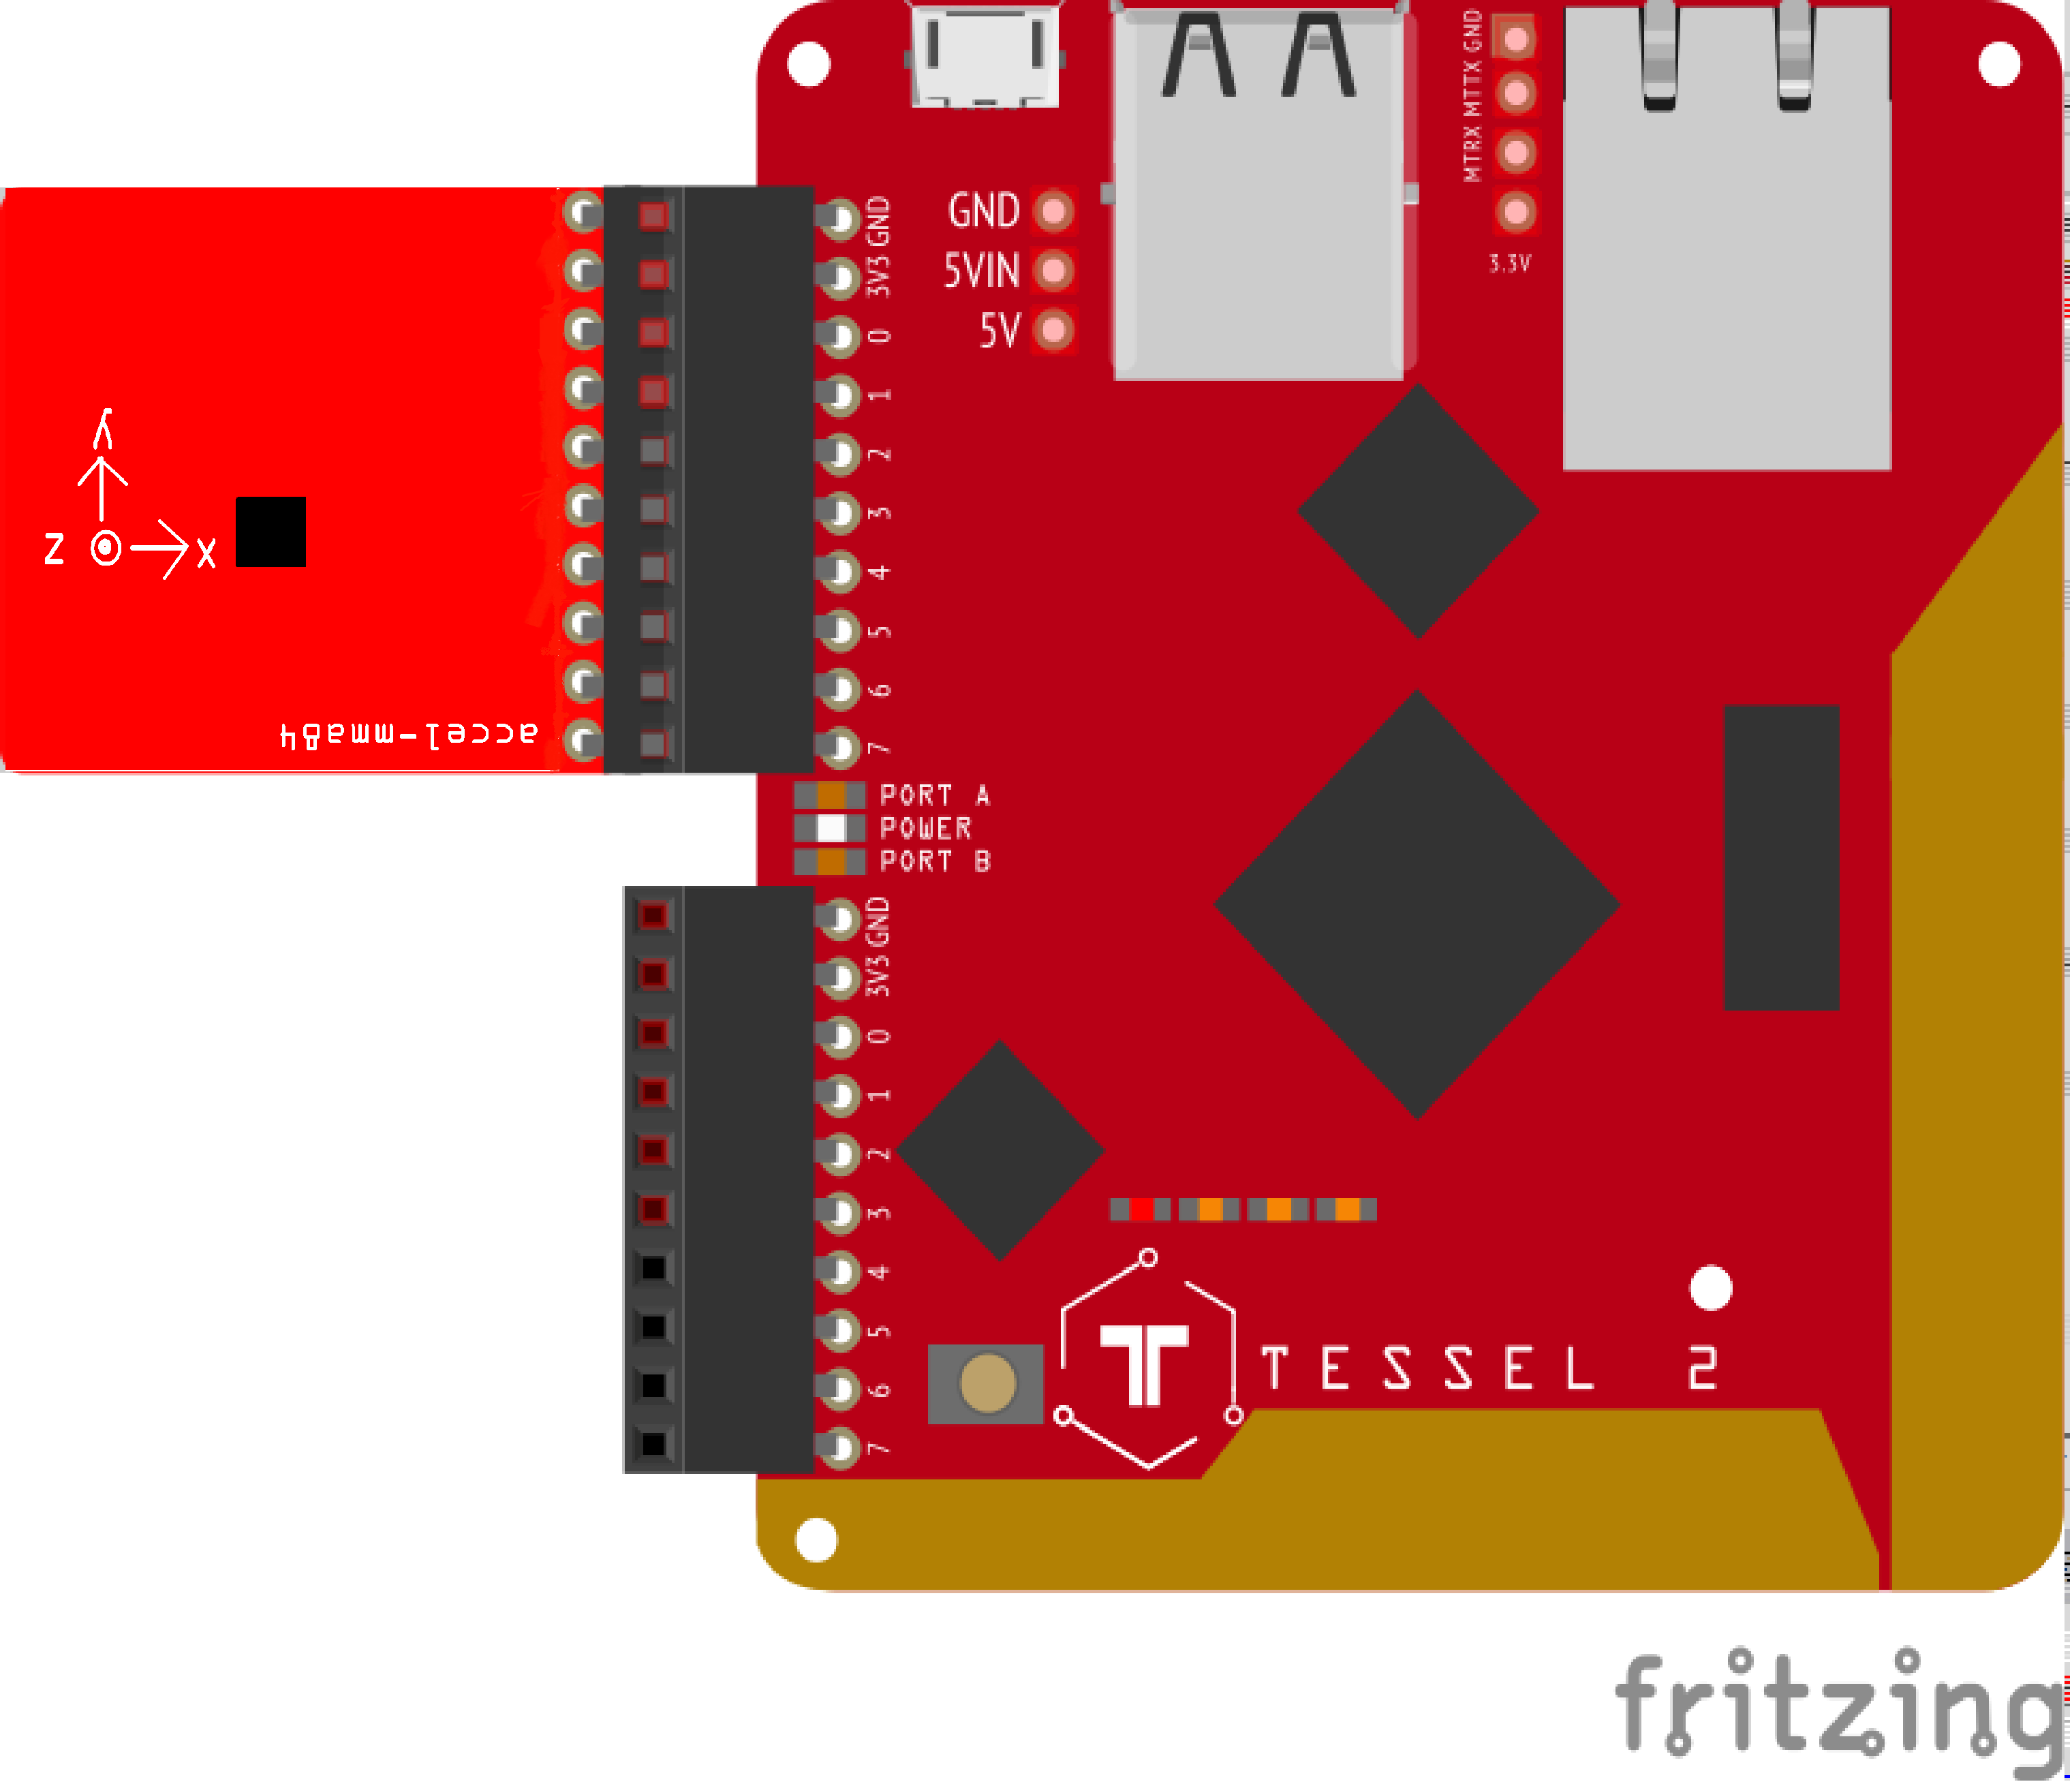 GND
MTTX
MTRX
3.3V
GND
5VIN
5V
GND
3V3
0
1
2
3
4
5
6
7
y
z x
accel-mma84
PORT A
POWER
PORT B
GND
3V3
0
1
2
3
4
5
6
7
TESSEL 2
fritzing